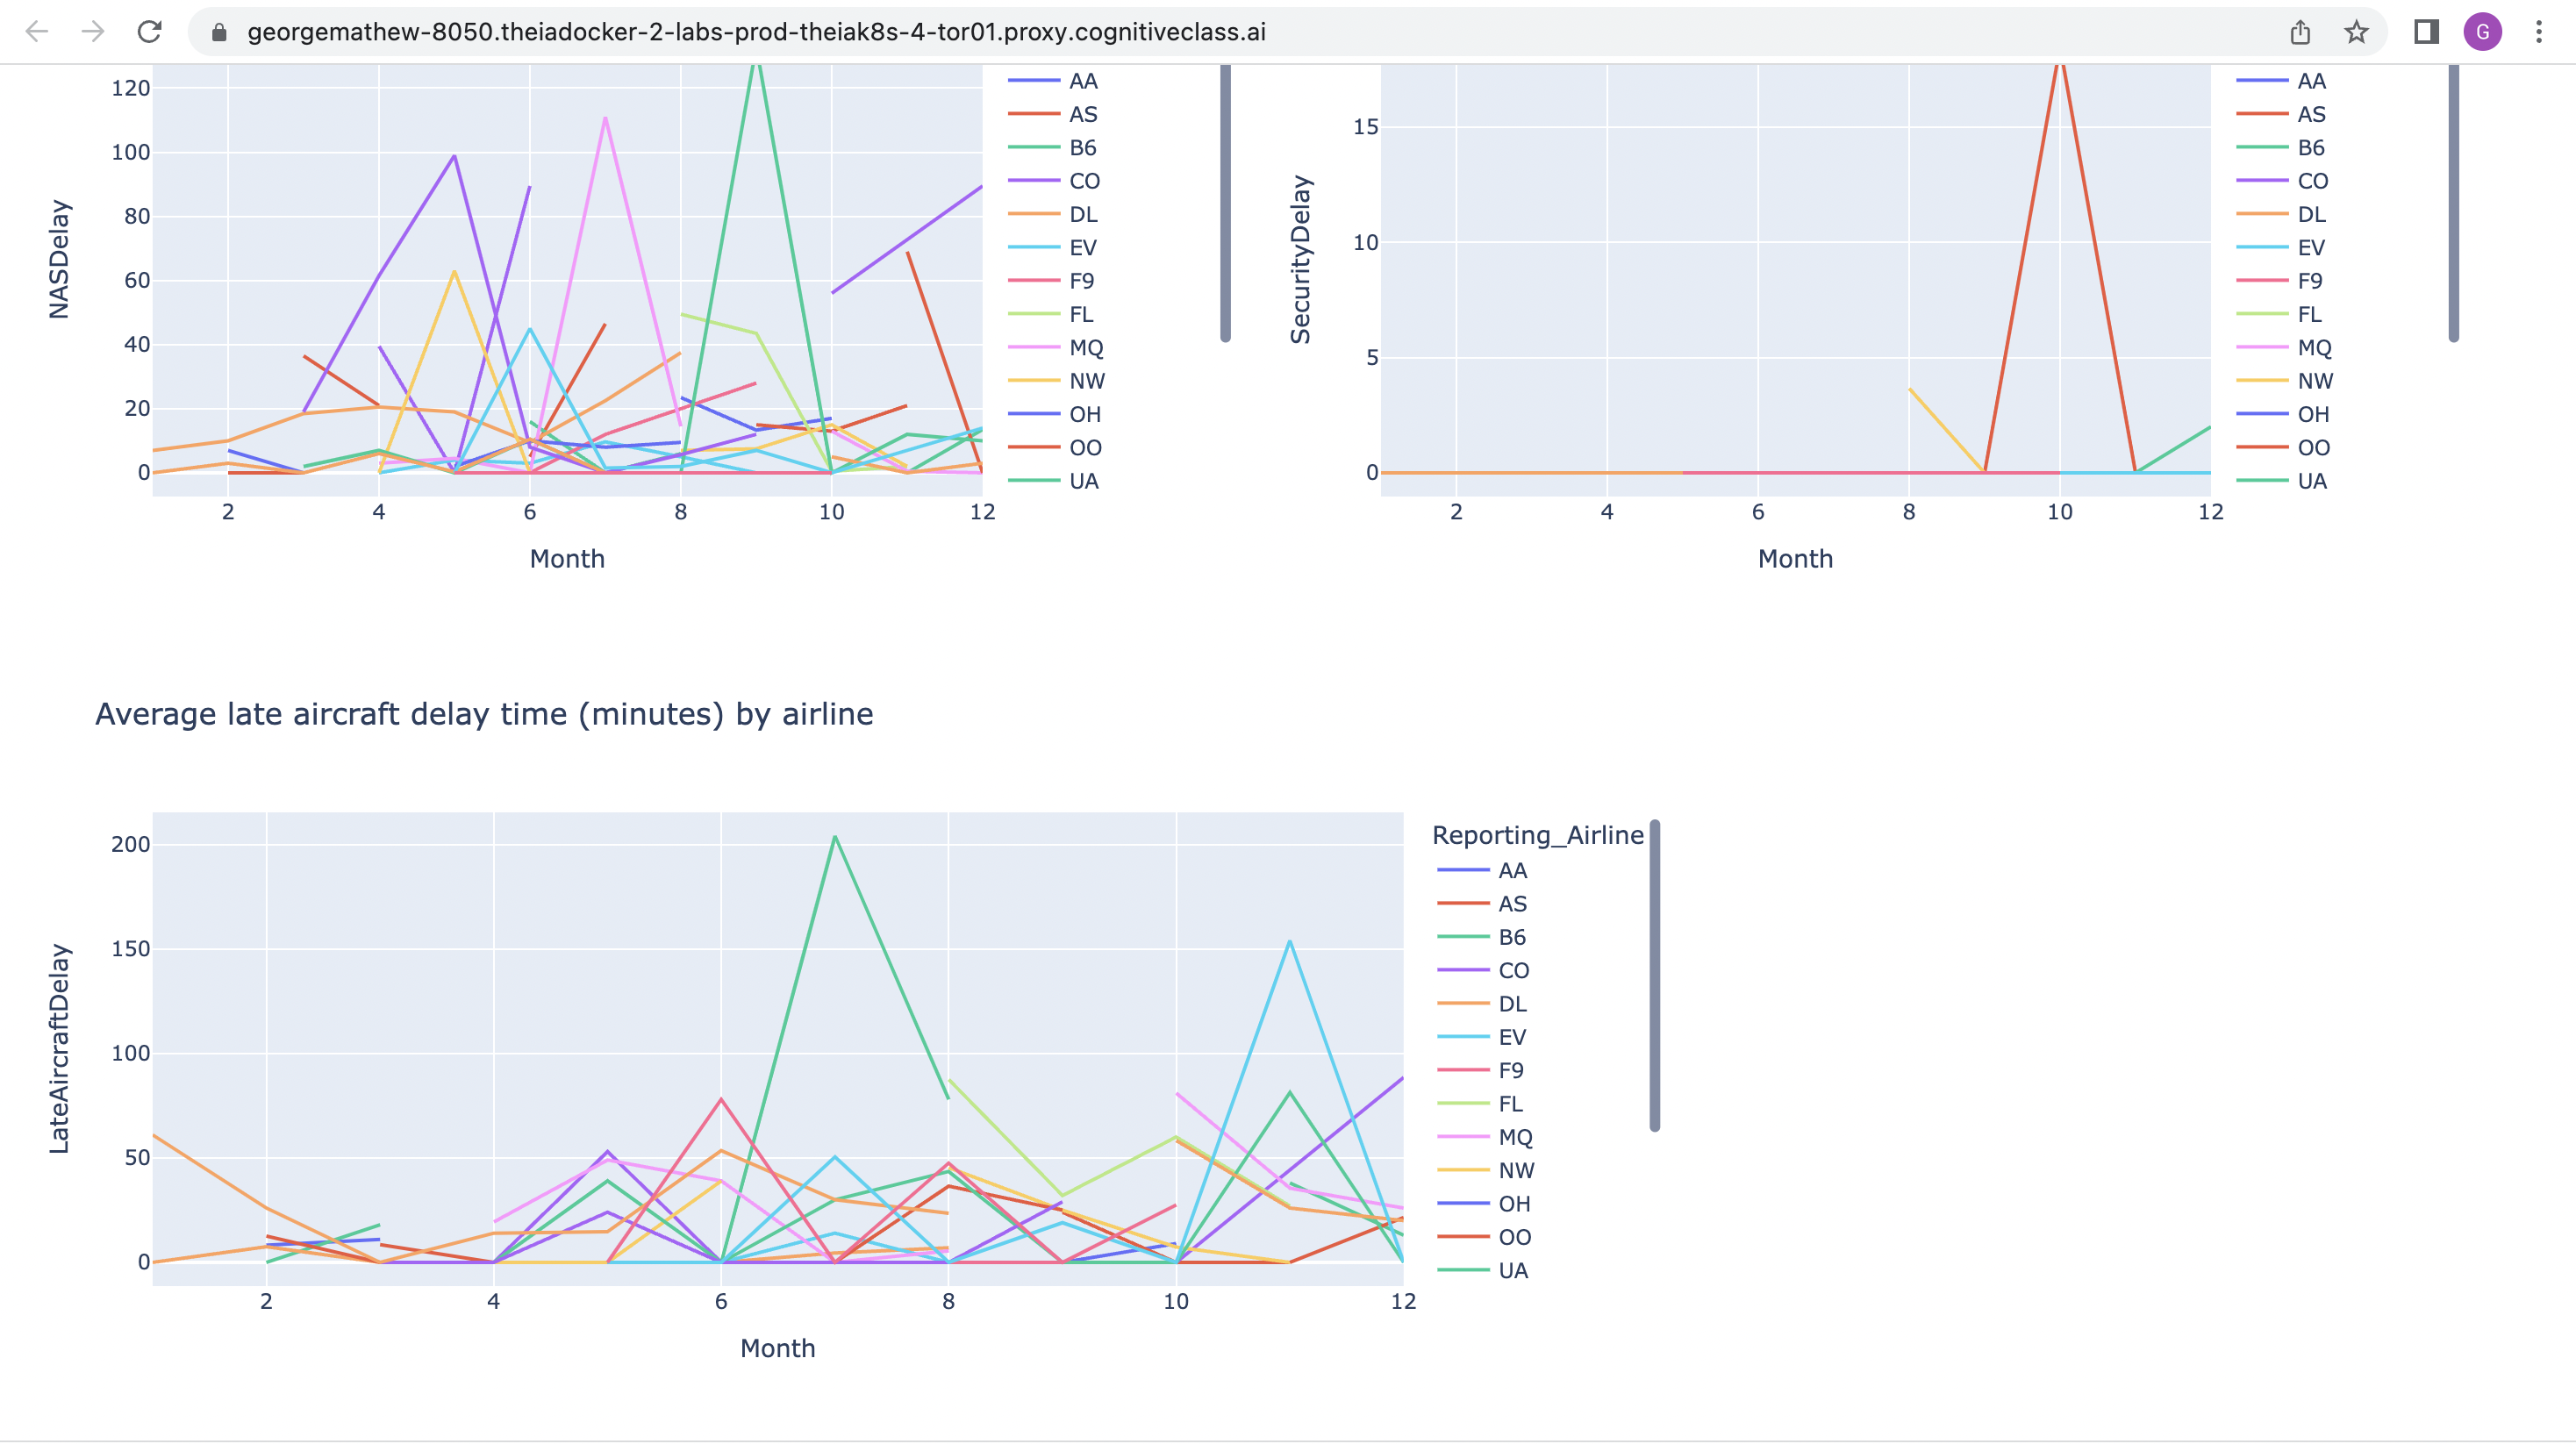 georgemathew-8050.theiadocker-2-labs-prod-theiak8s-4-tor01.proxy.cognitiveclass.ai
G
120
100
80
60
40
20
0
NASDelay
2 4 6 8 10 12
Month
AA
AS
B6
CO
DL
EV
F9
FL
MQ
NW
OH
OO
UA
15
10
5
0
SecurityDelay
2 4 6 8 10 12
Month
AA
AS
B6
CO
DL
EV
F9
FL
MQ
NW
OH
OO
UA
Average late aircraft delay time (minutes) by airline
200
150
100
50
0
LateAircraftDelay
2 4 6 8 10 12
Month
Reporting_Airline
AA
AS
B6
CO
DL
EV
F9
FL
MQ
NW
OH
OO
UA